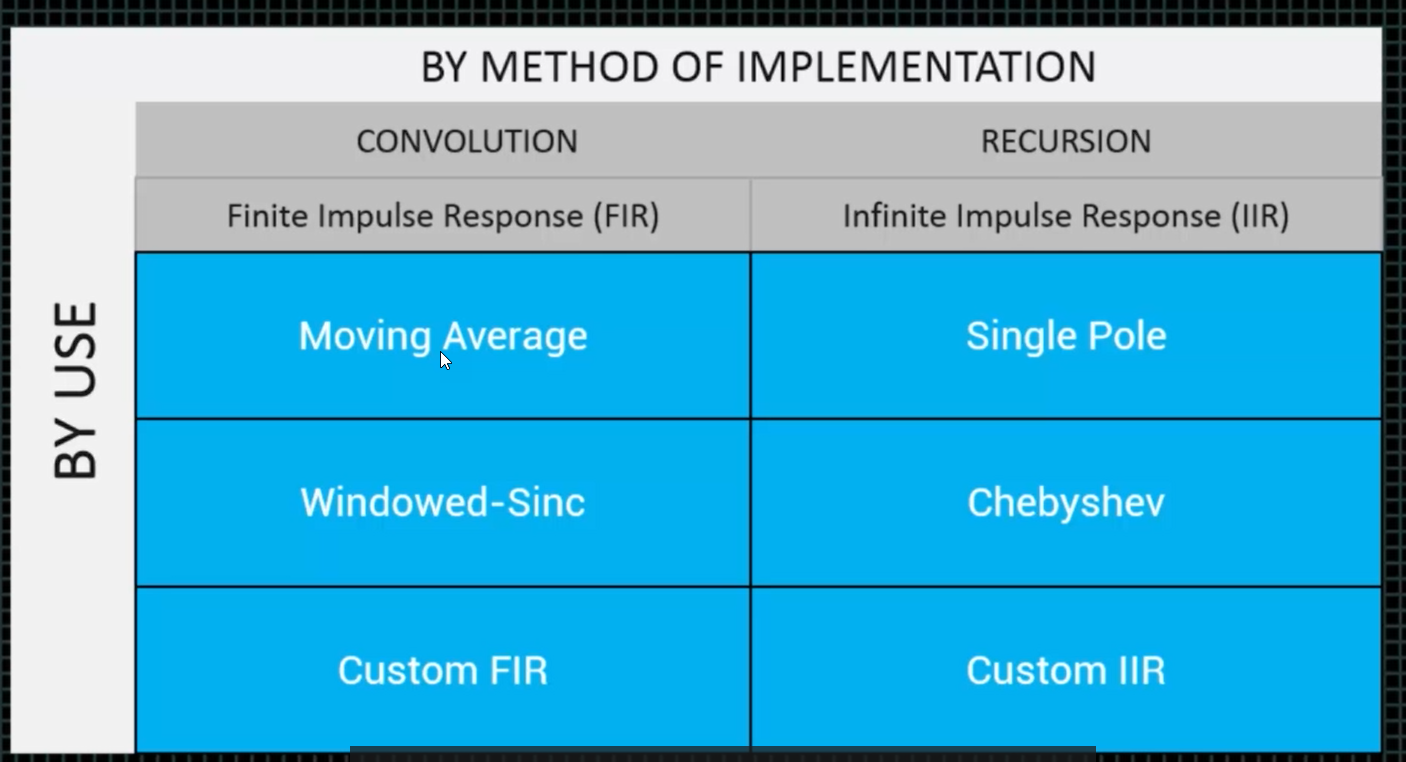 BY METHOD OF IMPLEMENTATION
CONVOLUTION
RECURSION
Finite Impulse Response (FIR)
Infinite Impulse Response (IIR)
BY USE
Moving Average
Single Pole
Windowed-Sinc
Chebyshev
Custom FIR
Custom IIR